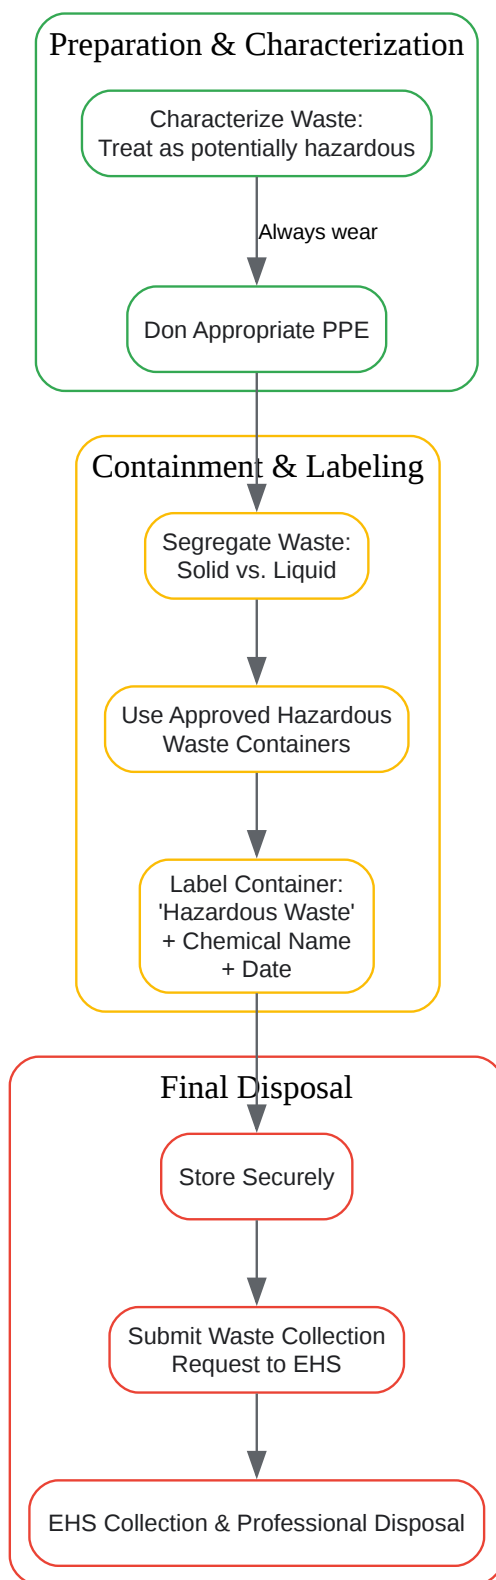 Preparation & Characterization
Characterize Waste:
Treat as potentially hazardous
Always wear
Don Appropriate PPE
Containment & Labeling
Segregate Waste:
Solid vs. Liquid
Use Approved Hazardous
Waste Containers
Label Container:
'Hazardous Waste'
+ Chemical Name
+ Date
Final Disposal
Store Securely
Submit Waste Collection
Request to EHS
EHS Collection & Professional Disposal